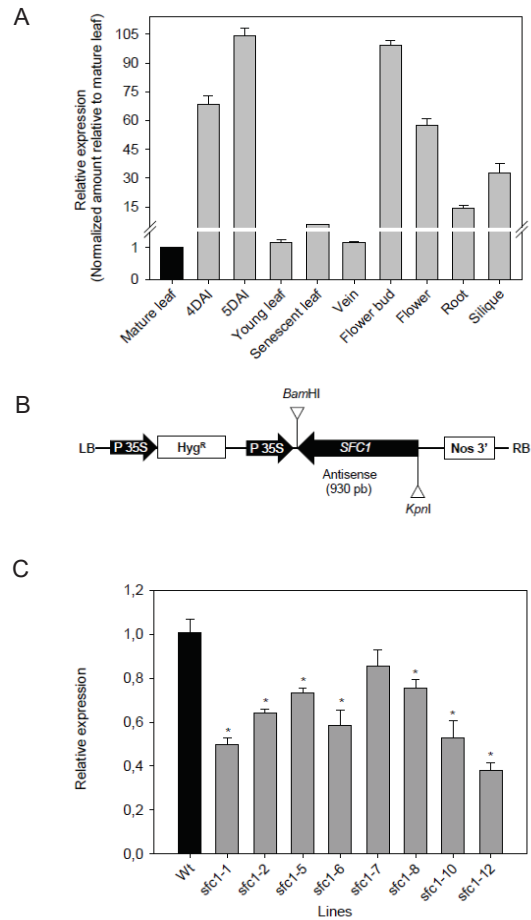 A
Relative expression
(Normalized amount relative to mature leaf)
105
90
75
60
45
30
15
1
0
Mature leaf
4DAI
5DAI
Young leaf
Senescent leaf
Vein
Flower bud
Flower
Root
Silique
B
BamHI
LB
P 35S
Hygᴿ
P 35S
SFC1
Nos 3'
RB
Antisense
(930 pb)
KpnI
C
Relative expression
1,2
1,0
0,8
0,6
0,4
0,2
0,0
* * * * * * *
Wt
sfc1-1
sfc1-2
sfc1-5
sfc1-6
sfc1-7
sfc1-8
sfc1-10
sfc1-12
Lines